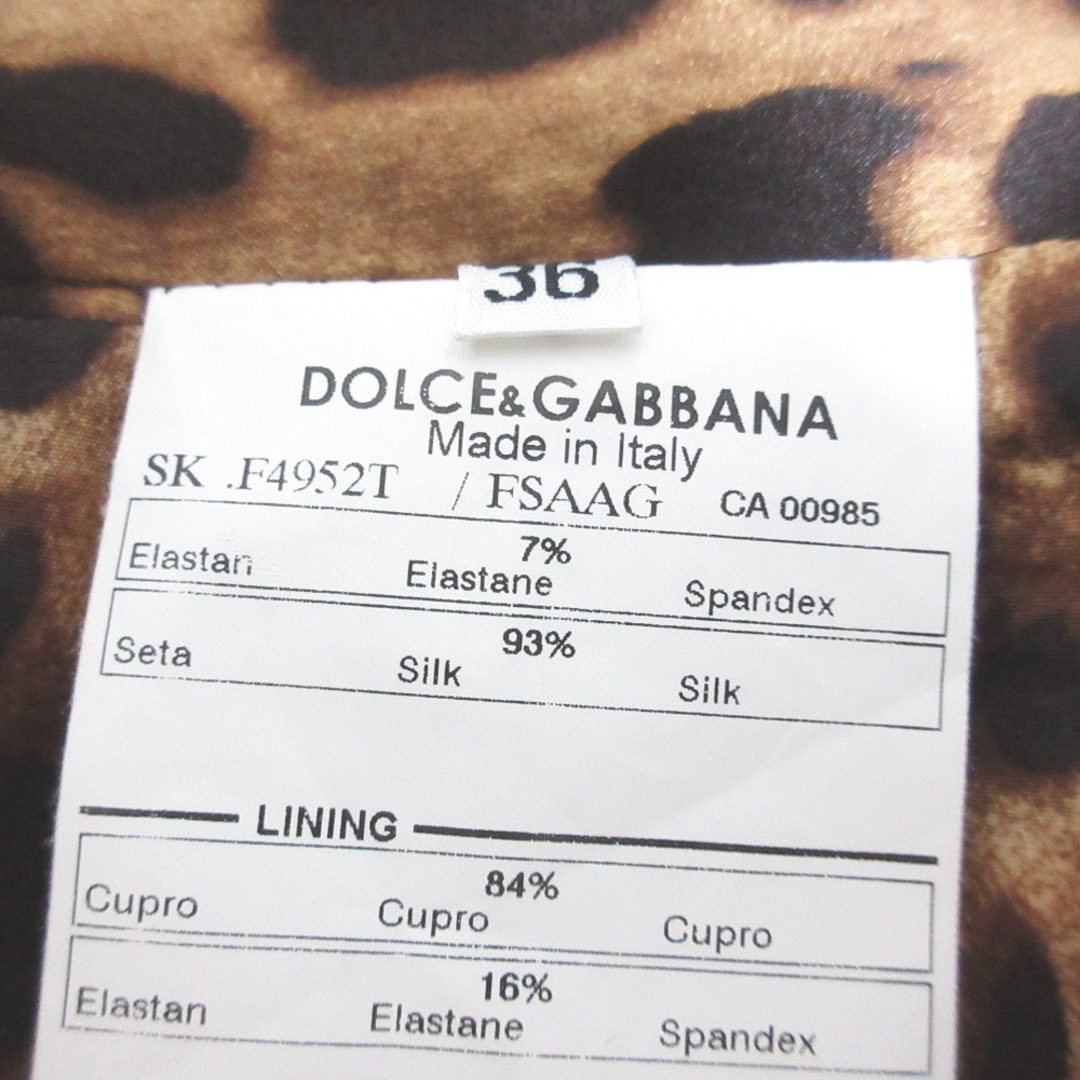 36
DOLCE&GABBANA
Made in Italy
SK .F4952T / FSAAG CA 00985
7%
Elastan Elastane Spandex
93%
Seta Silk Silk
LINING
84%
Cupro Cupro Cupro
16%
Elastan Elastane Spandex